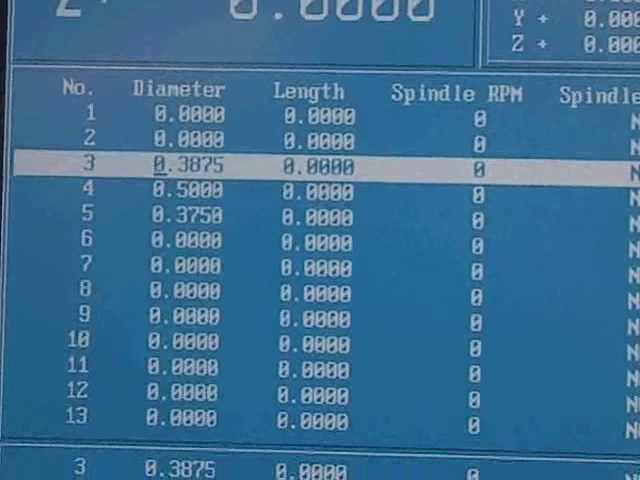 Z + 0.0000
Y + 0.000
Z + 0.000
No. Diameter Length Spindle RPM Spindle
1 0.0000 0.0000 0 N
2 0.0000 0.0000 0 N
3 0.3875 0.0000 0 N
4 0.5000 0.0000 0 N
5 0.3750 0.0000 0 N
6 0.0000 0.0000 0 N
7 0.0000 0.0000 0 N
8 0.0000 0.0000 0 N
9 0.0000 0.0000 0 N
10 0.0000 0.0000 0 N
11 0.0000 0.0000 0 N
12 0.0000 0.0000 0 N
13 0.0000 0.0000 0 N
3 0.3875 0.0000 0